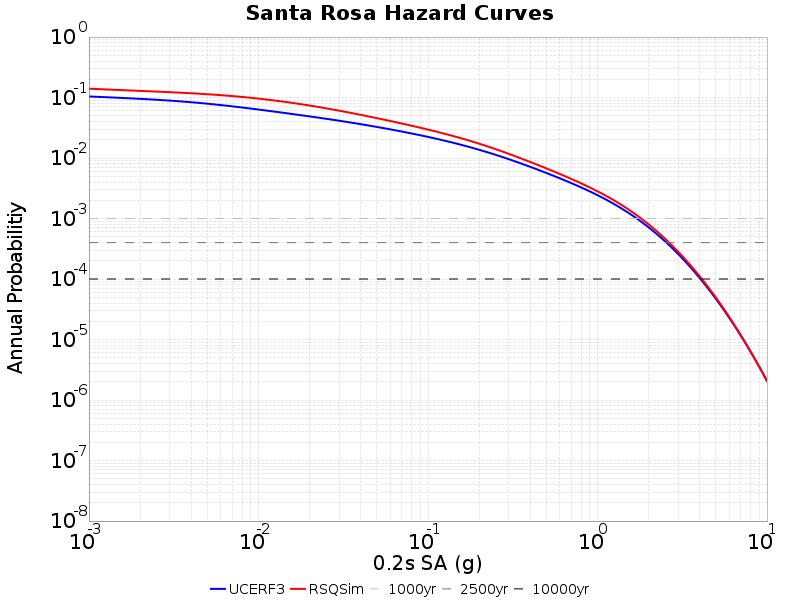 Santa Rosa Hazard Curves
10^0
10^-1
10^-2
10^-3
10^-4
10^-5
10^-6
10^-7
10^-8
Annual Probabilitiy
10^-3 10^-2 10^-1 10^0 10^1
0.2s SA (g)
UCERF3 RSQSim 1000yr 2500yr 10000yr